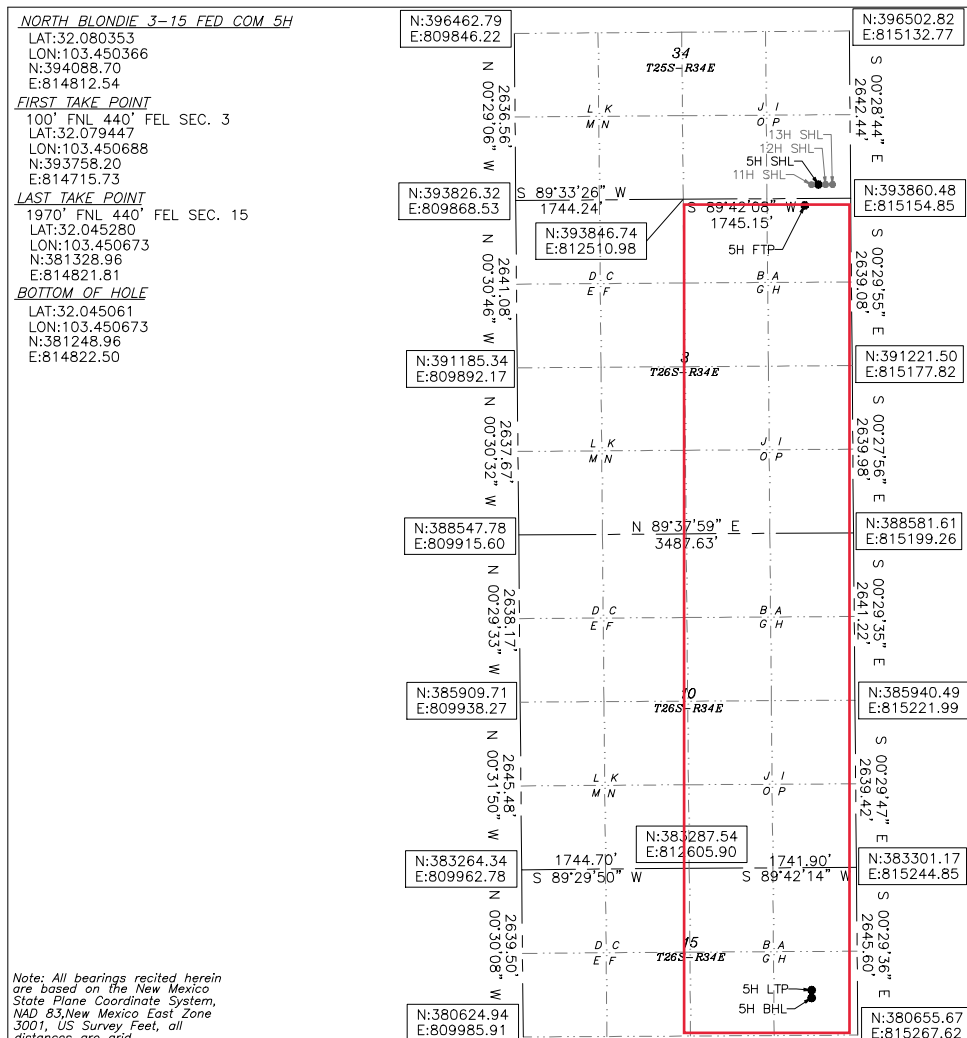 NORTH BLONDIE 3-15 FED COM 5H
LAT:32.080353
LON:103.450366
N:394088.70
E:814812.54
FIRST TAKE POINT
100' FNL 440' FEL SEC. 3
LAT:32.079447
LON:103.450688
N:393758.20
E:814715.73
LAST TAKE POINT
1970' FNL 440' FEL SEC. 15
LAT:32.045280
LON:103.450673
N:381328.96
E:814821.81
BOTTOM OF HOLE
LAT:32.045061
LON:103.450673
N:381248.96
E:814822.50
N:396462.79
E:809846.22
N:396502.82
E:815132.77
34
T25S-R34E
N 00°29'06" W
2636.56'
S 00°28'44" E
2642.44'
L K
M N
J I
O P
13H SHL
12H SHL
5H SHL
11H SHL
N:393826.32
E:809868.53
S 89°33'26" W
1744.24'
N:393846.74
E:812510.98
S 89°42'08" W
1745.15'
5H FTP
N:393860.48
E:815154.85
N 00°30'46" W
2641.08'
S 00°29'55" E
2639.08'
D C
E F
B A
G H
N:391185.34
E:809892.17
3
T26S-R34E
N:391221.50
E:815177.82
N 00°30'32" W
2637.67'
S 00°27'56" E
2639.98'
L K
M N
J I
O P
N:388547.78
E:809915.60
N 89°37'59" E
3487.63'
N:388581.61
E:815199.26
N 00°29'33" W
2638.17'
S 00°29'35" E
2641.22'
D C
E F
B A
G H
N:385909.71
E:809938.27
10
T26S-R34E
N:385940.49
E:815221.99
N 00°31'50" W
2645.48'
S 00°29'47" E
2639.42'
L K
M N
J I
O P
N:383264.34
E:809962.78
1744.70'
S 89°29'50" W
N:383287.54
E:812605.90
1741.90'
S 89°42'14" W
N:383301.17
E:815244.85
N 00°30'08" W
2639.50'
S 00°29'36" E
2645.60'
D C
E F
15
T26S-R34E
B A
G H
5H LTP
5H BHL
N:380624.94
E:809985.91
N:380655.67
E:815267.62
Note: All bearings recited herein
are based on the New Mexico
State Plane Coordinate System,
NAD 83,New Mexico East Zone
3001, US Survey Feet, all
distances are grid